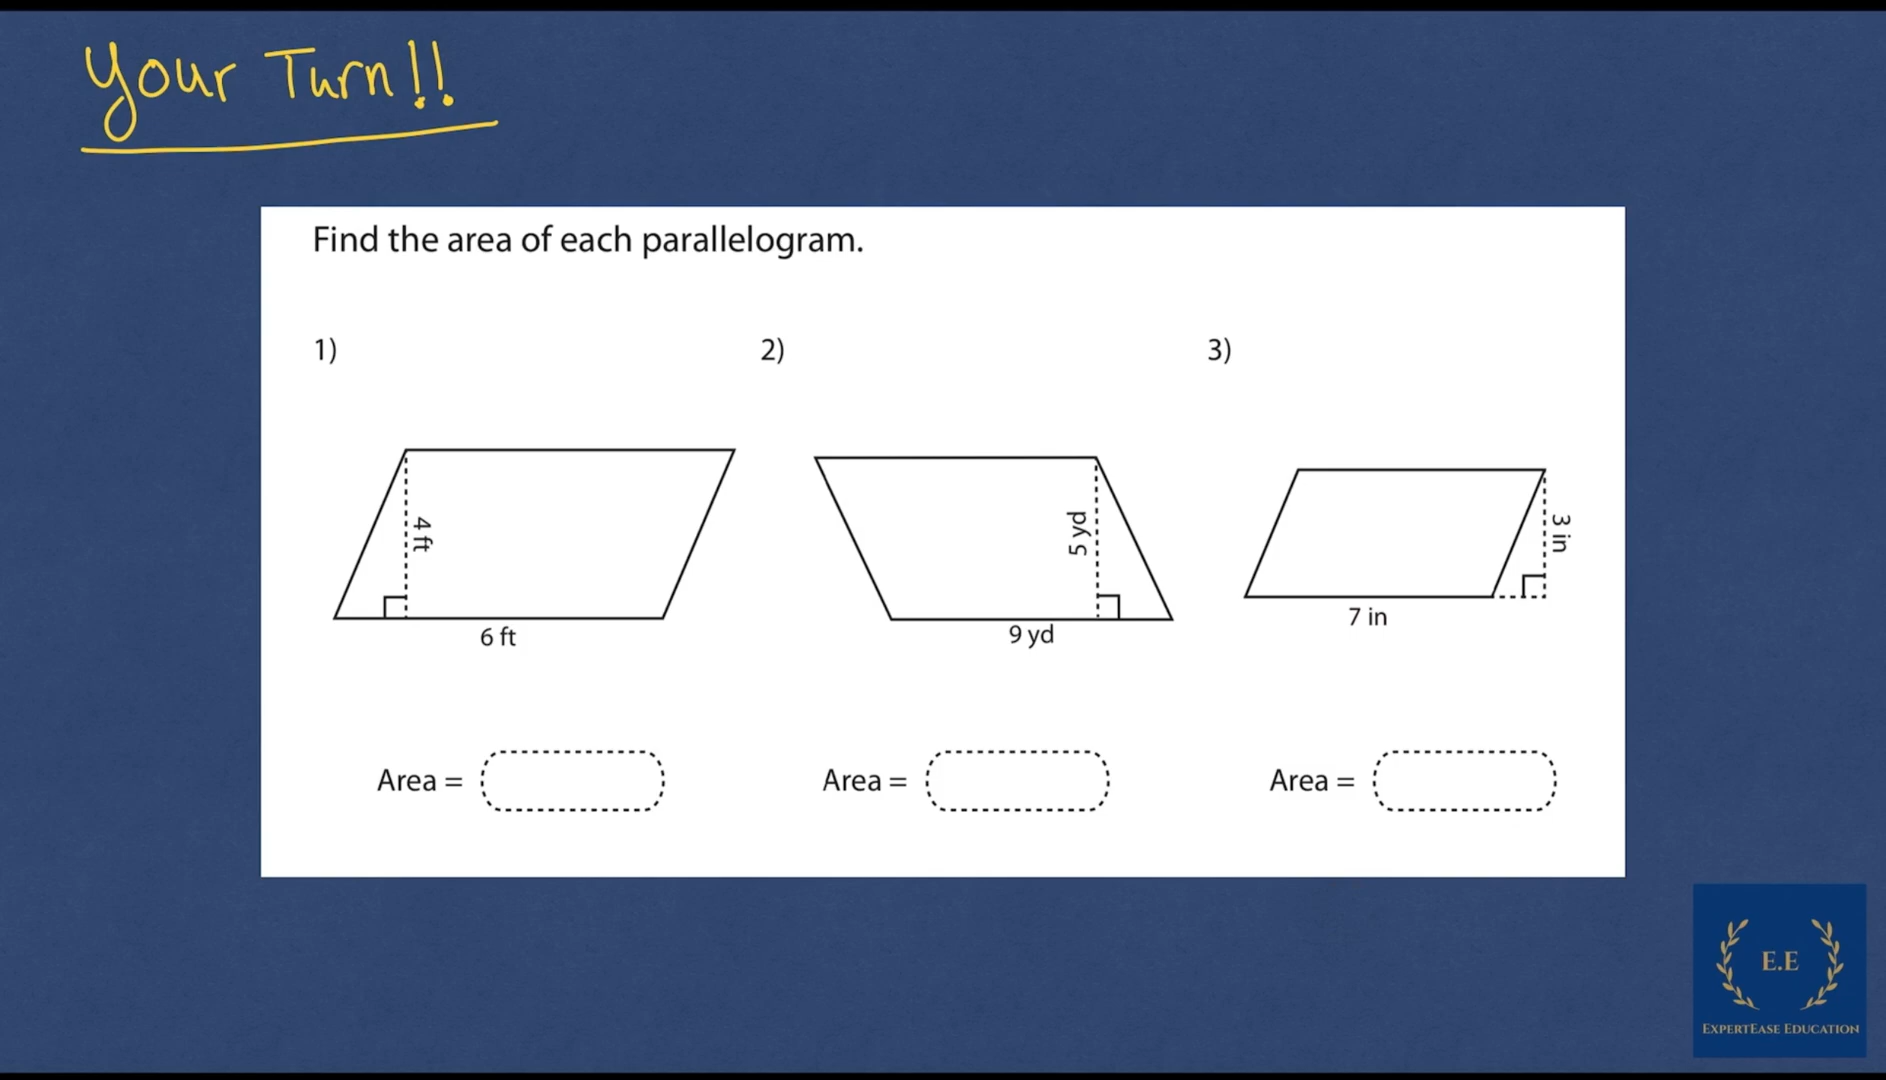 Your Turn!!
Find the area of each parallelogram.
1)
2)
3)
4 ft
5 yd
3 in
6 ft
9 yd
7 in
Area =
Area =
Area =
E.E
EXPERTEASE EDUCATION